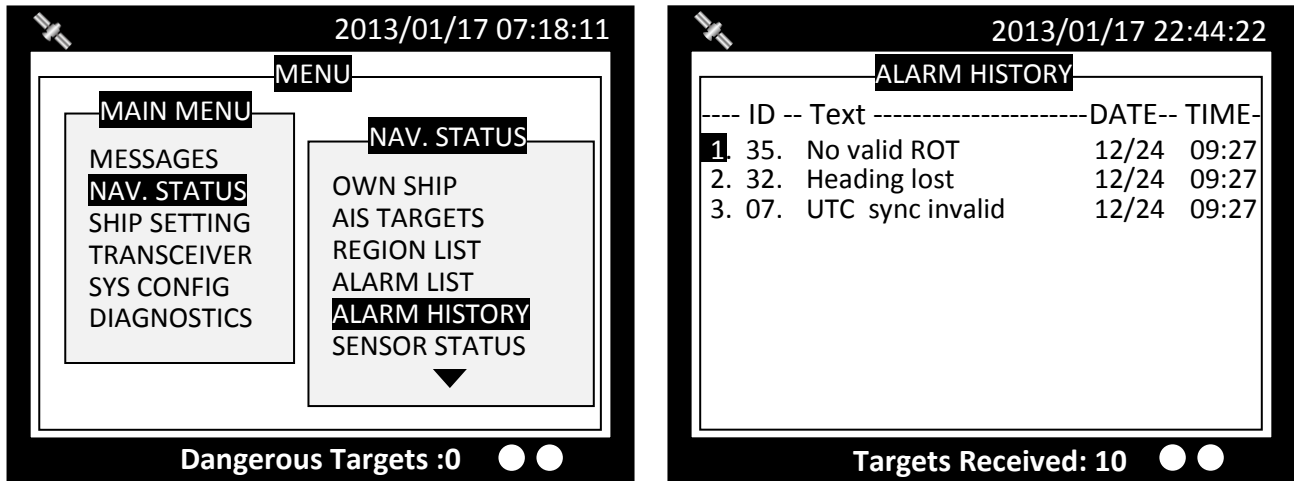 2013/01/17 07:18:11
MENU
MAIN MENU
MESSAGES
NAV. STATUS
SHIP SETTING
TRANSCEIVER
SYS CONFIG
DIAGNOSTICS
NAV. STATUS
OWN SHIP
AIS TARGETS
REGION LIST
ALARM LIST
ALARM HISTORY
SENSOR STATUS
Dangerous Targets :0
2013/01/17 22:44:22
ALARM HISTORY
---- ID -- Text ----------------------DATE-- TIME-
1. 35. No valid ROT 12/24 09:27
2. 32. Heading lost 12/24 09:27
3. 07. UTC sync invalid 12/24 09:27
Targets Received: 10